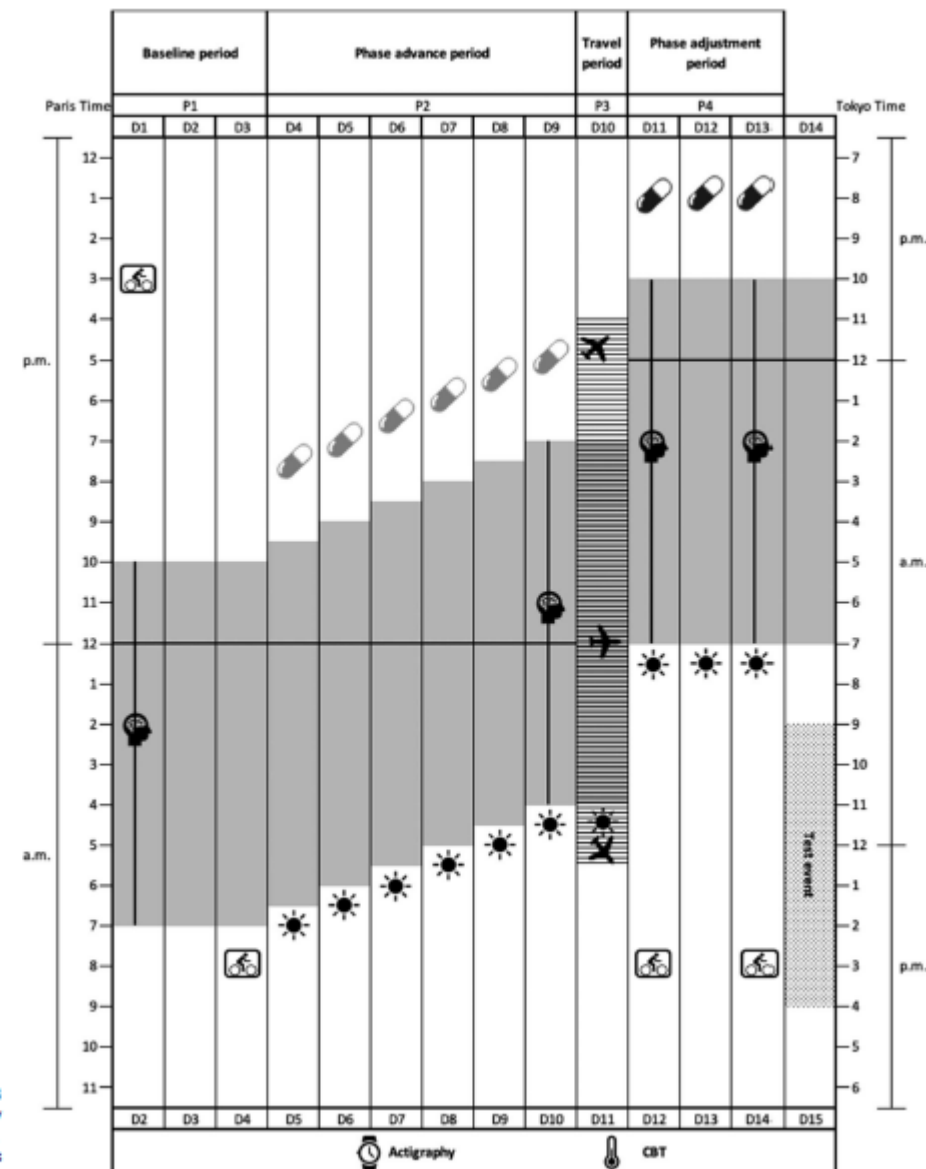 Baseline period
Phase advance period
Travel period
Phase adjustment period
Paris Time
P1
P2
P3
P4
Tokyo Time
D1 D2 D3 D4 D5 D6 D7 D8 D9 D10 D11 D12 D13 D14
12 7
1 8
2 9
p.m.
3 10
4 11
p.m.
5 12
6 1
7 2
8 3
9 4
10 5
a.m.
11 6
12 7
1 8
2 9
3 10
4 11
a.m.
5 12
Test event
6 1
7 2
8 3
p.m.
9 4
10 5
11 6
D2 D3 D4 D5 D6 D7 D8 D9 D10 D11 D12 D13 D14 D15
Actigraphy
CBT